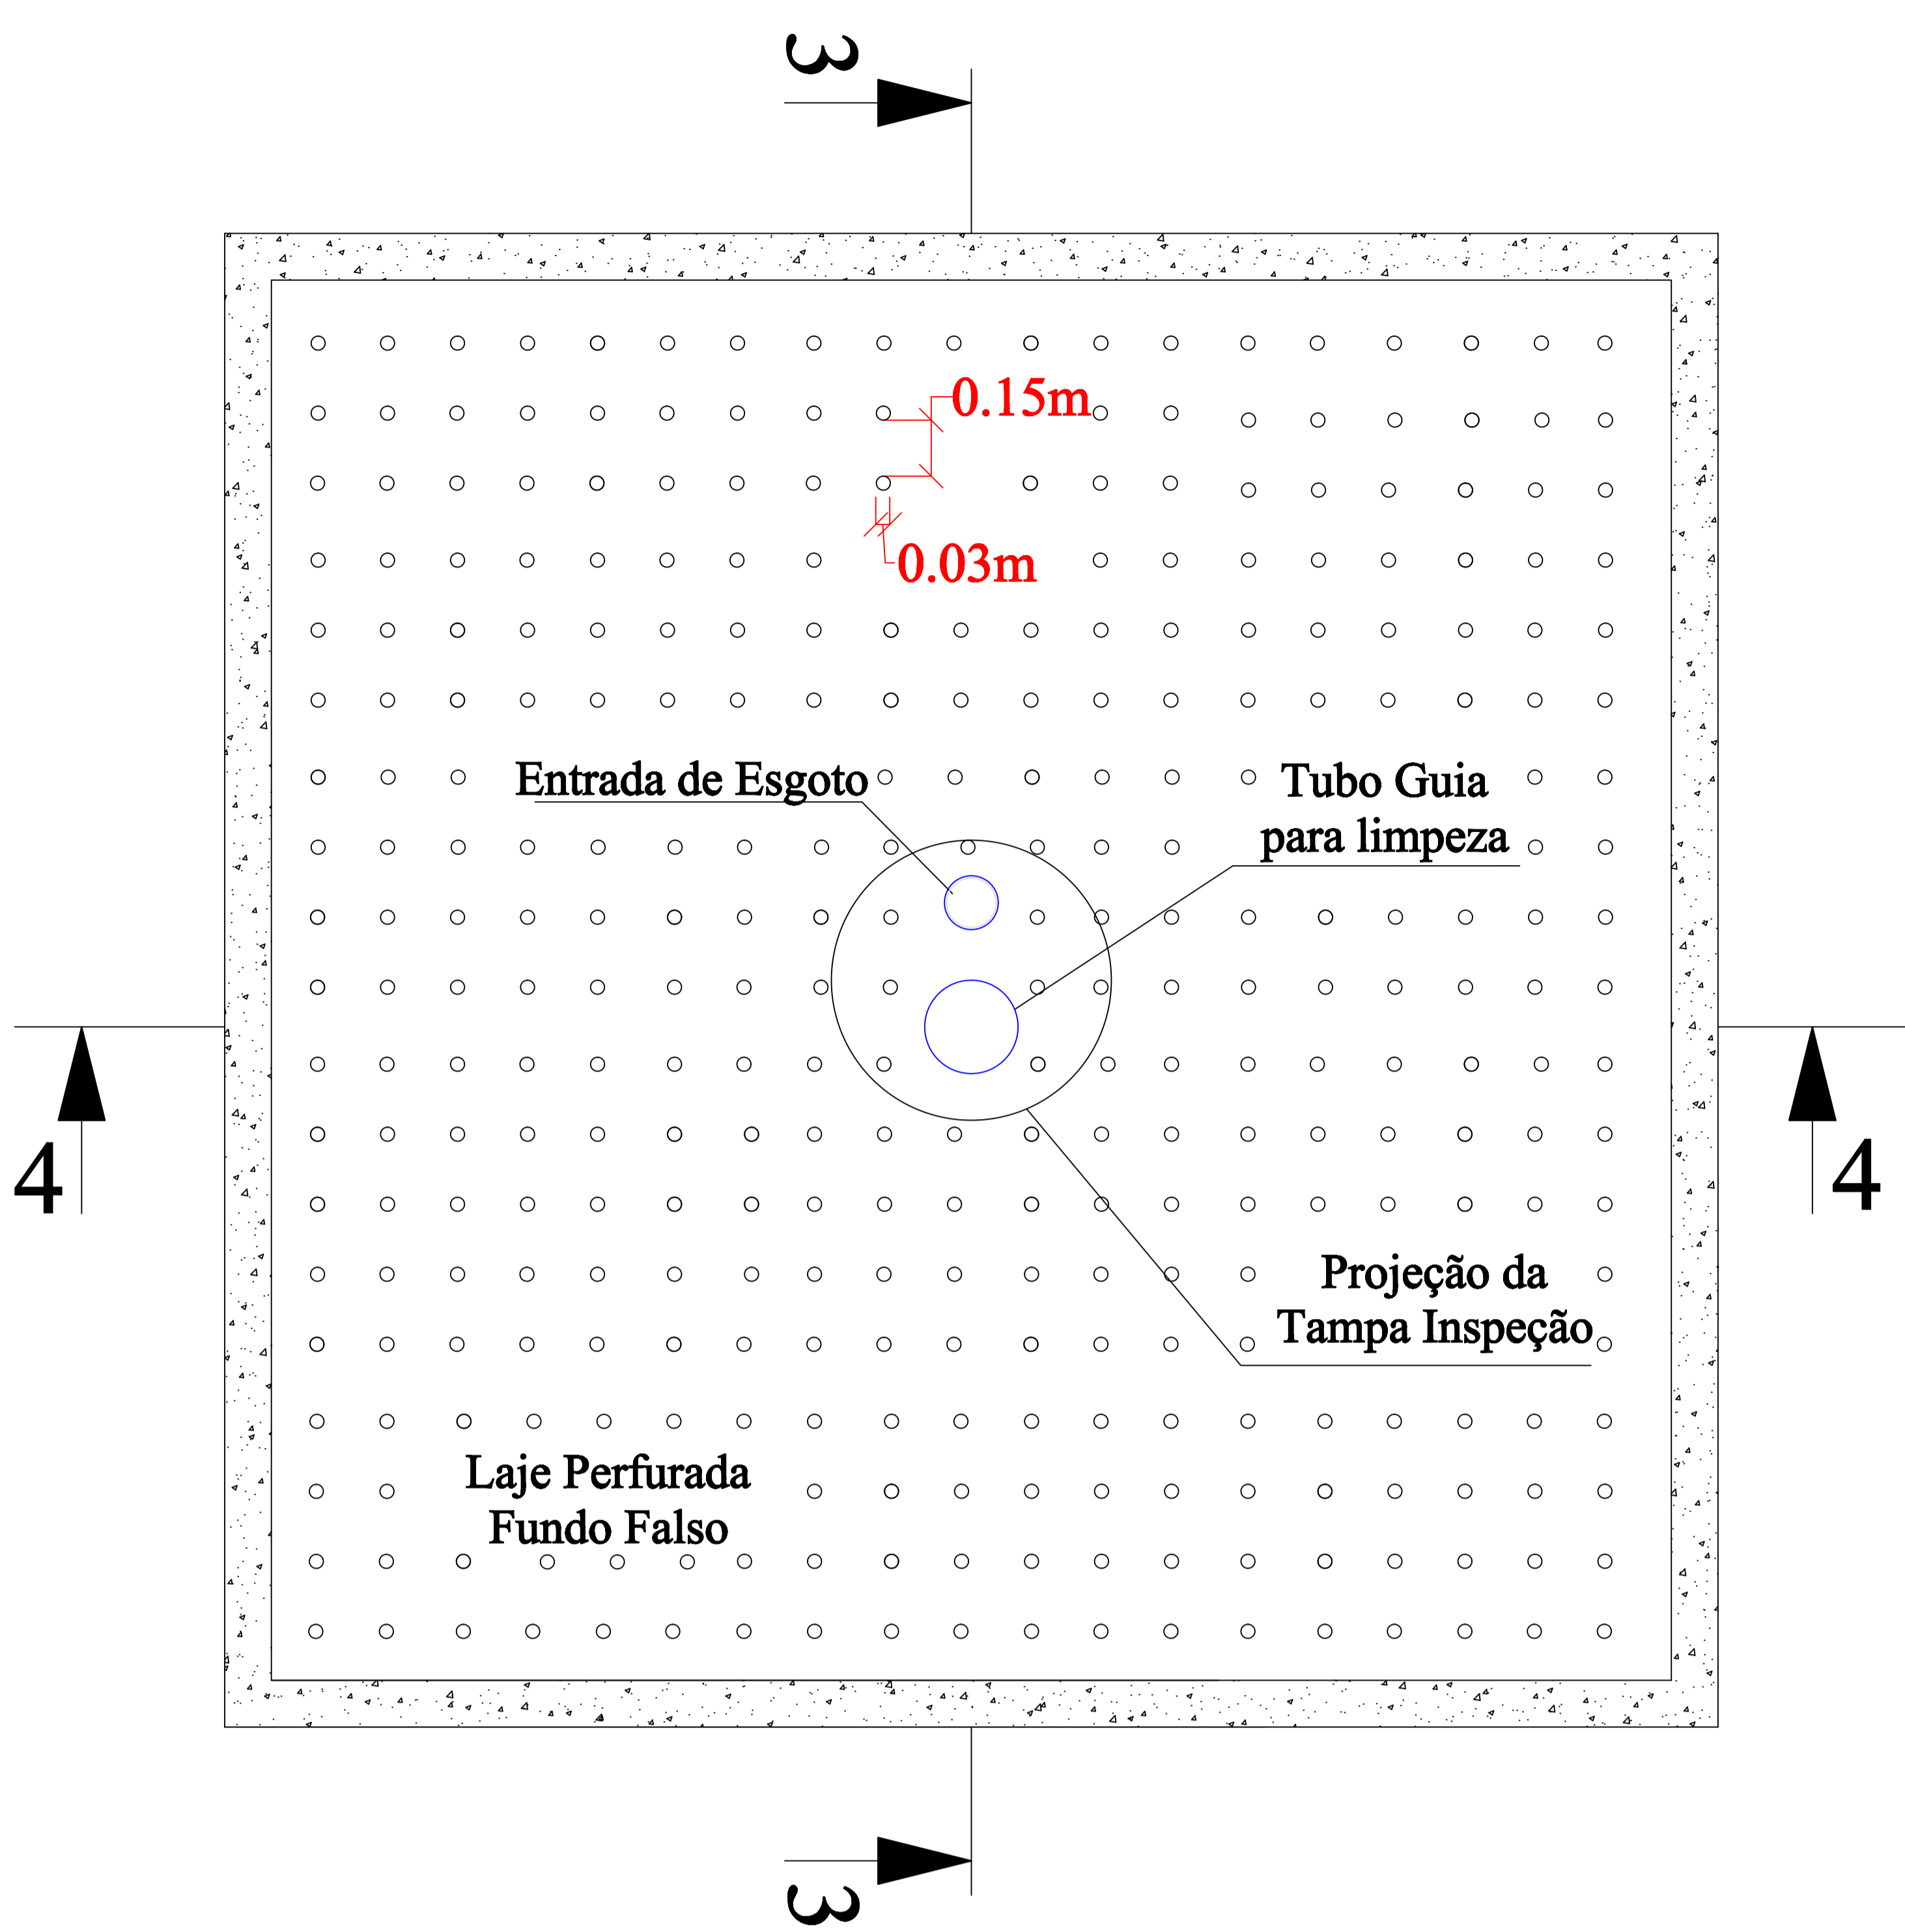 3
0.15m
0.03m
Entrada de Esgoto
Tubo Guia
para limpeza
4
4
Projeção da
Tampa Inspeção
Laje Perfurada
Fundo Falso
3